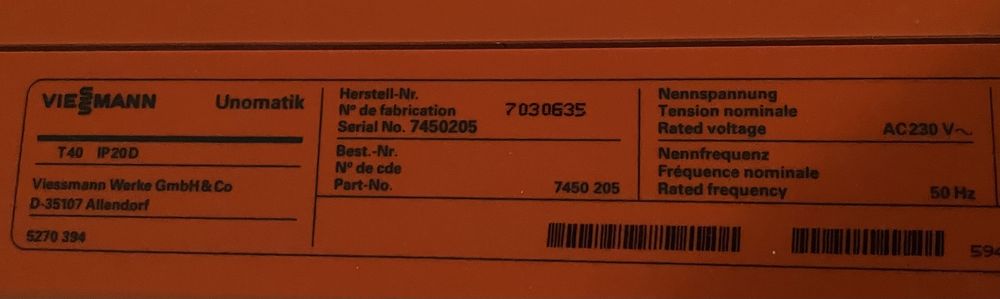 VIESSMANN Unomatik
T40 IP20D
Viessmann Werke GmbH&Co
D-35107 Allendorf
5270 394
Herstell-Nr.
N° de fabrication 7030635
Serial No. 7450205
Best.-Nr.
N° de cde
Part-No. 7450 205
Nennspannung
Tension nominale
Rated voltage AC230 V~
Nennfrequenz
Fréquence nominale
Rated frequency 50 Hz